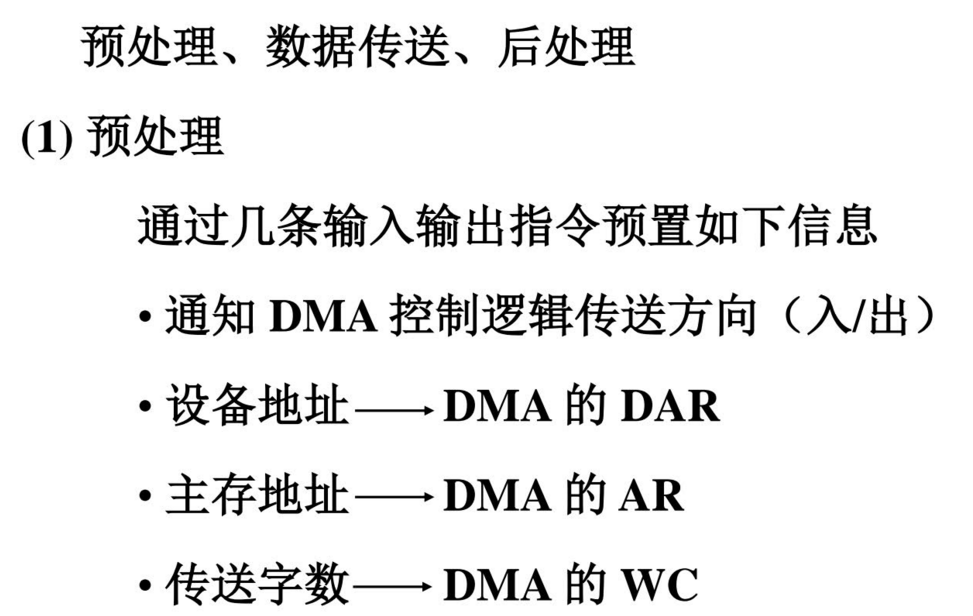 预处理、数据传送、后处理
(1) 预处理
通过几条输入输出指令预置如下信息
• 通知 DMA 控制逻辑传送方向（入/出）
• 设备地址 → DMA 的 DAR
• 主存地址 → DMA 的 AR
• 传送字数 → DMA 的 WC